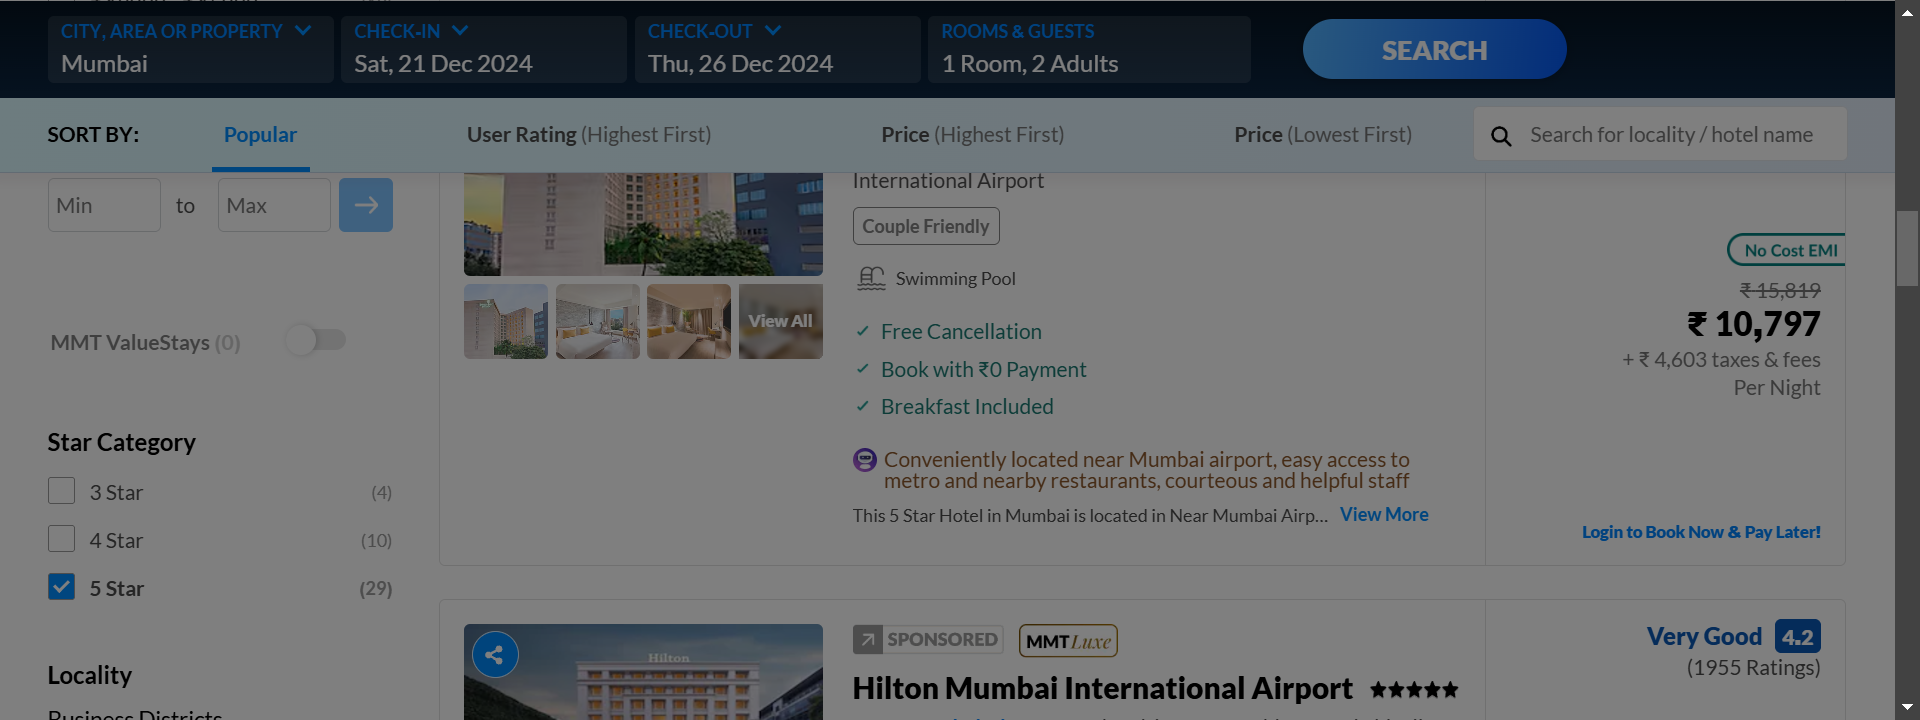 CITY, AREA OR PROPERTY
Mumbai
CHECK-IN
Sat, 21 Dec 2024
CHECK-OUT
Thu, 26 Dec 2024
ROOMS & GUESTS
1 Room, 2 Adults
SEARCH
SORT BY:
Popular
User Rating (Highest First)
Price (Highest First)
Price (Lowest First)
Search for locality / hotel name
Min
to
Max
MMT ValueStays (0)
Star Category
3 Star (4)
4 Star (10)
5 Star (29)
Locality
Business Districts
International Airport
Couple Friendly
Swimming Pool
View All
Free Cancellation
Book with ₹0 Payment
Breakfast Included
Conveniently located near Mumbai airport, easy access to
metro and nearby restaurants, courteous and helpful staff
This 5 Star Hotel in Mumbai is located in Near Mumbai Airp... View More
No Cost EMI
₹ 15,819
₹ 10,797
+ ₹ 4,603 taxes & fees
Per Night
Login to Book Now & Pay Later!
Hilton
SPONSORED
MMT Luxe
Hilton Mumbai International Airport
Very Good 4.2
(1955 Ratings)